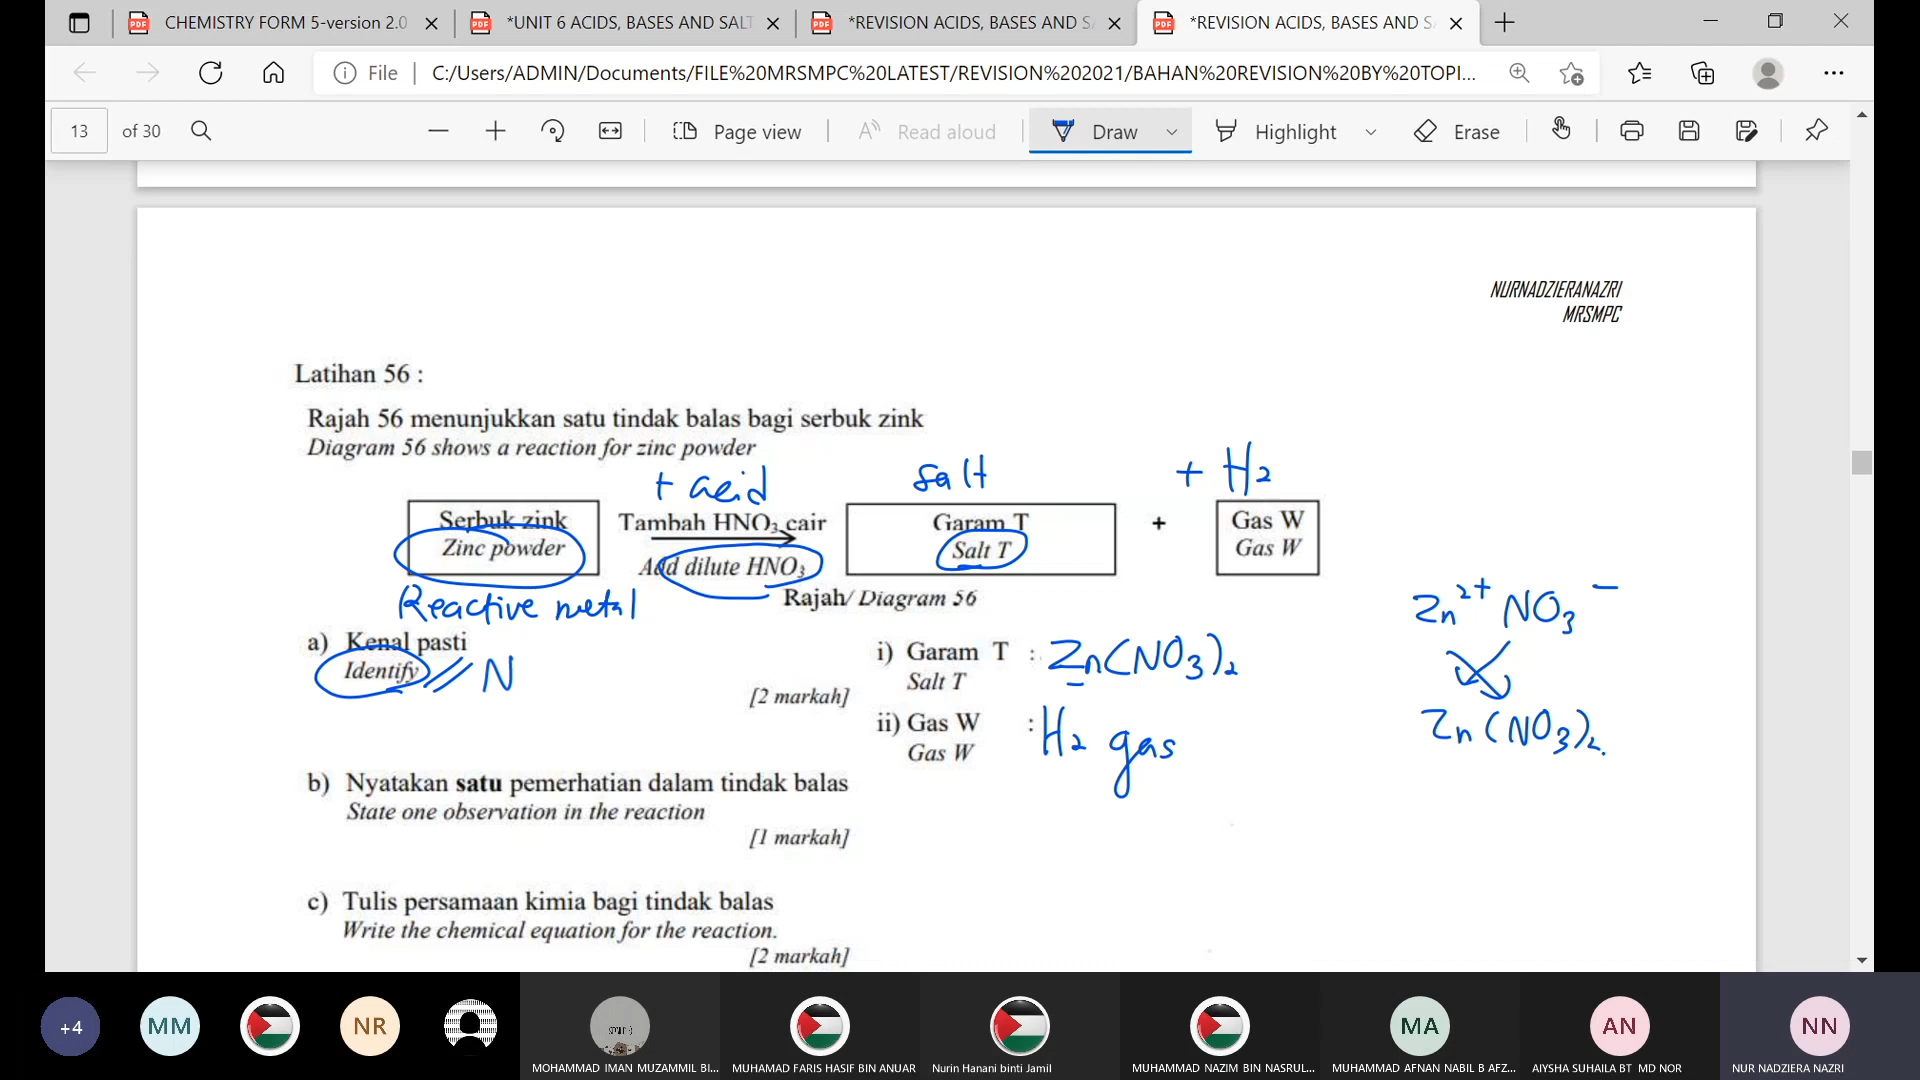 CHEMISTRY FORM 5-version 2.0
*UNIT 6 ACIDS, BASES AND SALT
*REVISION ACIDS, BASES AND SA
*REVISION ACIDS, BASES AND SA
File
C:/Users/ADMIN/Documents/FILE%20MRSMPC%20LATEST/REVISION%202021/BAHAN%20REVISION%20BY%20TOPI...
13 of 30
Page view
Read aloud
Draw
Highlight
Erase
NURNADZIERANAZRI
MRSMPC
Latihan 56 :
Rajah 56 menunjukkan satu tindak balas bagi serbuk zink
Diagram 56 shows a reaction for zinc powder
+ acid salt + H2
Serbuk zink Tambah HNO3 cair Garam T + Gas W
Zinc powder Add dilute HNO3 Salt T Gas W
Rajah/ Diagram 56
Reactive metal
Zn2+ NO3-
Zn(NO3)2.
a) Kenal pasti
Identify // N
[2 markah]
i) Garam T : Zn(NO3)2
Salt T
ii) Gas W : H2 gas
Gas W
b) Nyatakan satu pemerhatian dalam tindak balas
State one observation in the reaction
[1 markah]
c) Tulis persamaan kimia bagi tindak balas
Write the chemical equation for the reaction.
[2 markah]
+4
MM
NR
MA
AN
NN
MOHAMMAD IMAN MUZAMMIL BI...
MUHAMAD FARIS HASIF BIN ANUAR
Nurin Hanani binti Jamil
MUHAMMAD NAZIM BIN NASRUL...
MUHAMMAD AFNAN NABIL B AFZ...
AIYSHA SUHAILA BT MD NOR
NUR NADZIERA NAZRI